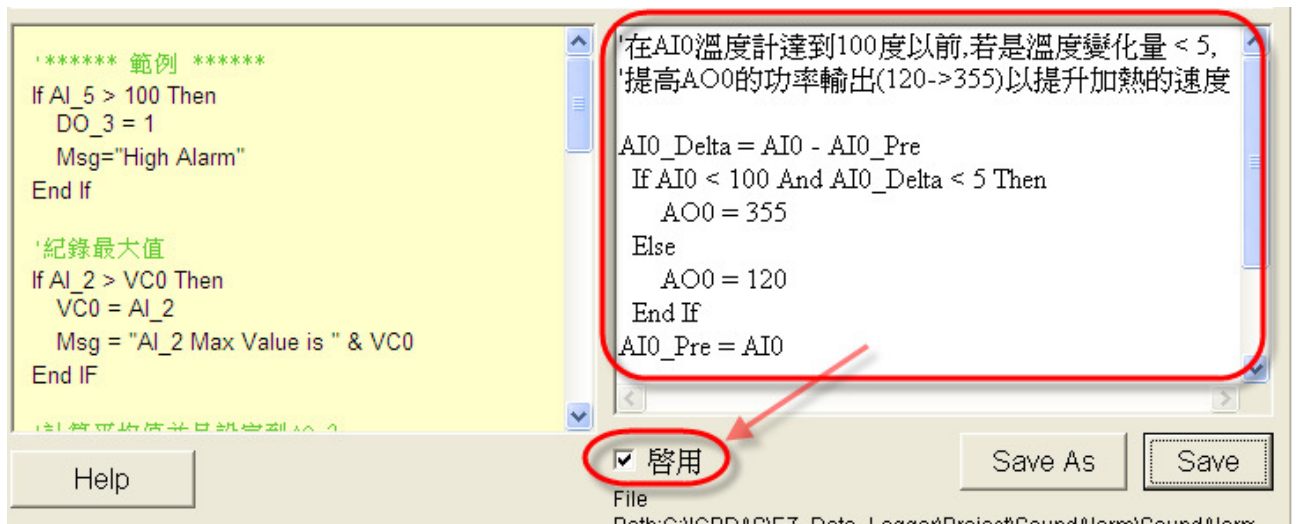 '****** 範例 ******
If AI_5 > 100 Then
DO_3 = 1
Msg="High Alarm"
End If
'紀錄最大值
If AI_2 > VC0 Then
VC0 = AI_2
Msg = "AI_2 Max Value is " & VC0
End IF
Help
'在AI0溫度計達到100度以前,若是溫度變化量 < 5,
'提高AO0的功率輸出(120->355)以提升加熱的速度
AI0_Delta = AI0 - AI0_Pre
If AI0 < 100 And AI0_Delta < 5 Then
AO0 = 355
Else
AO0 = 120
End If
AI0_Pre = AI0
啓用
Save As
Save
File